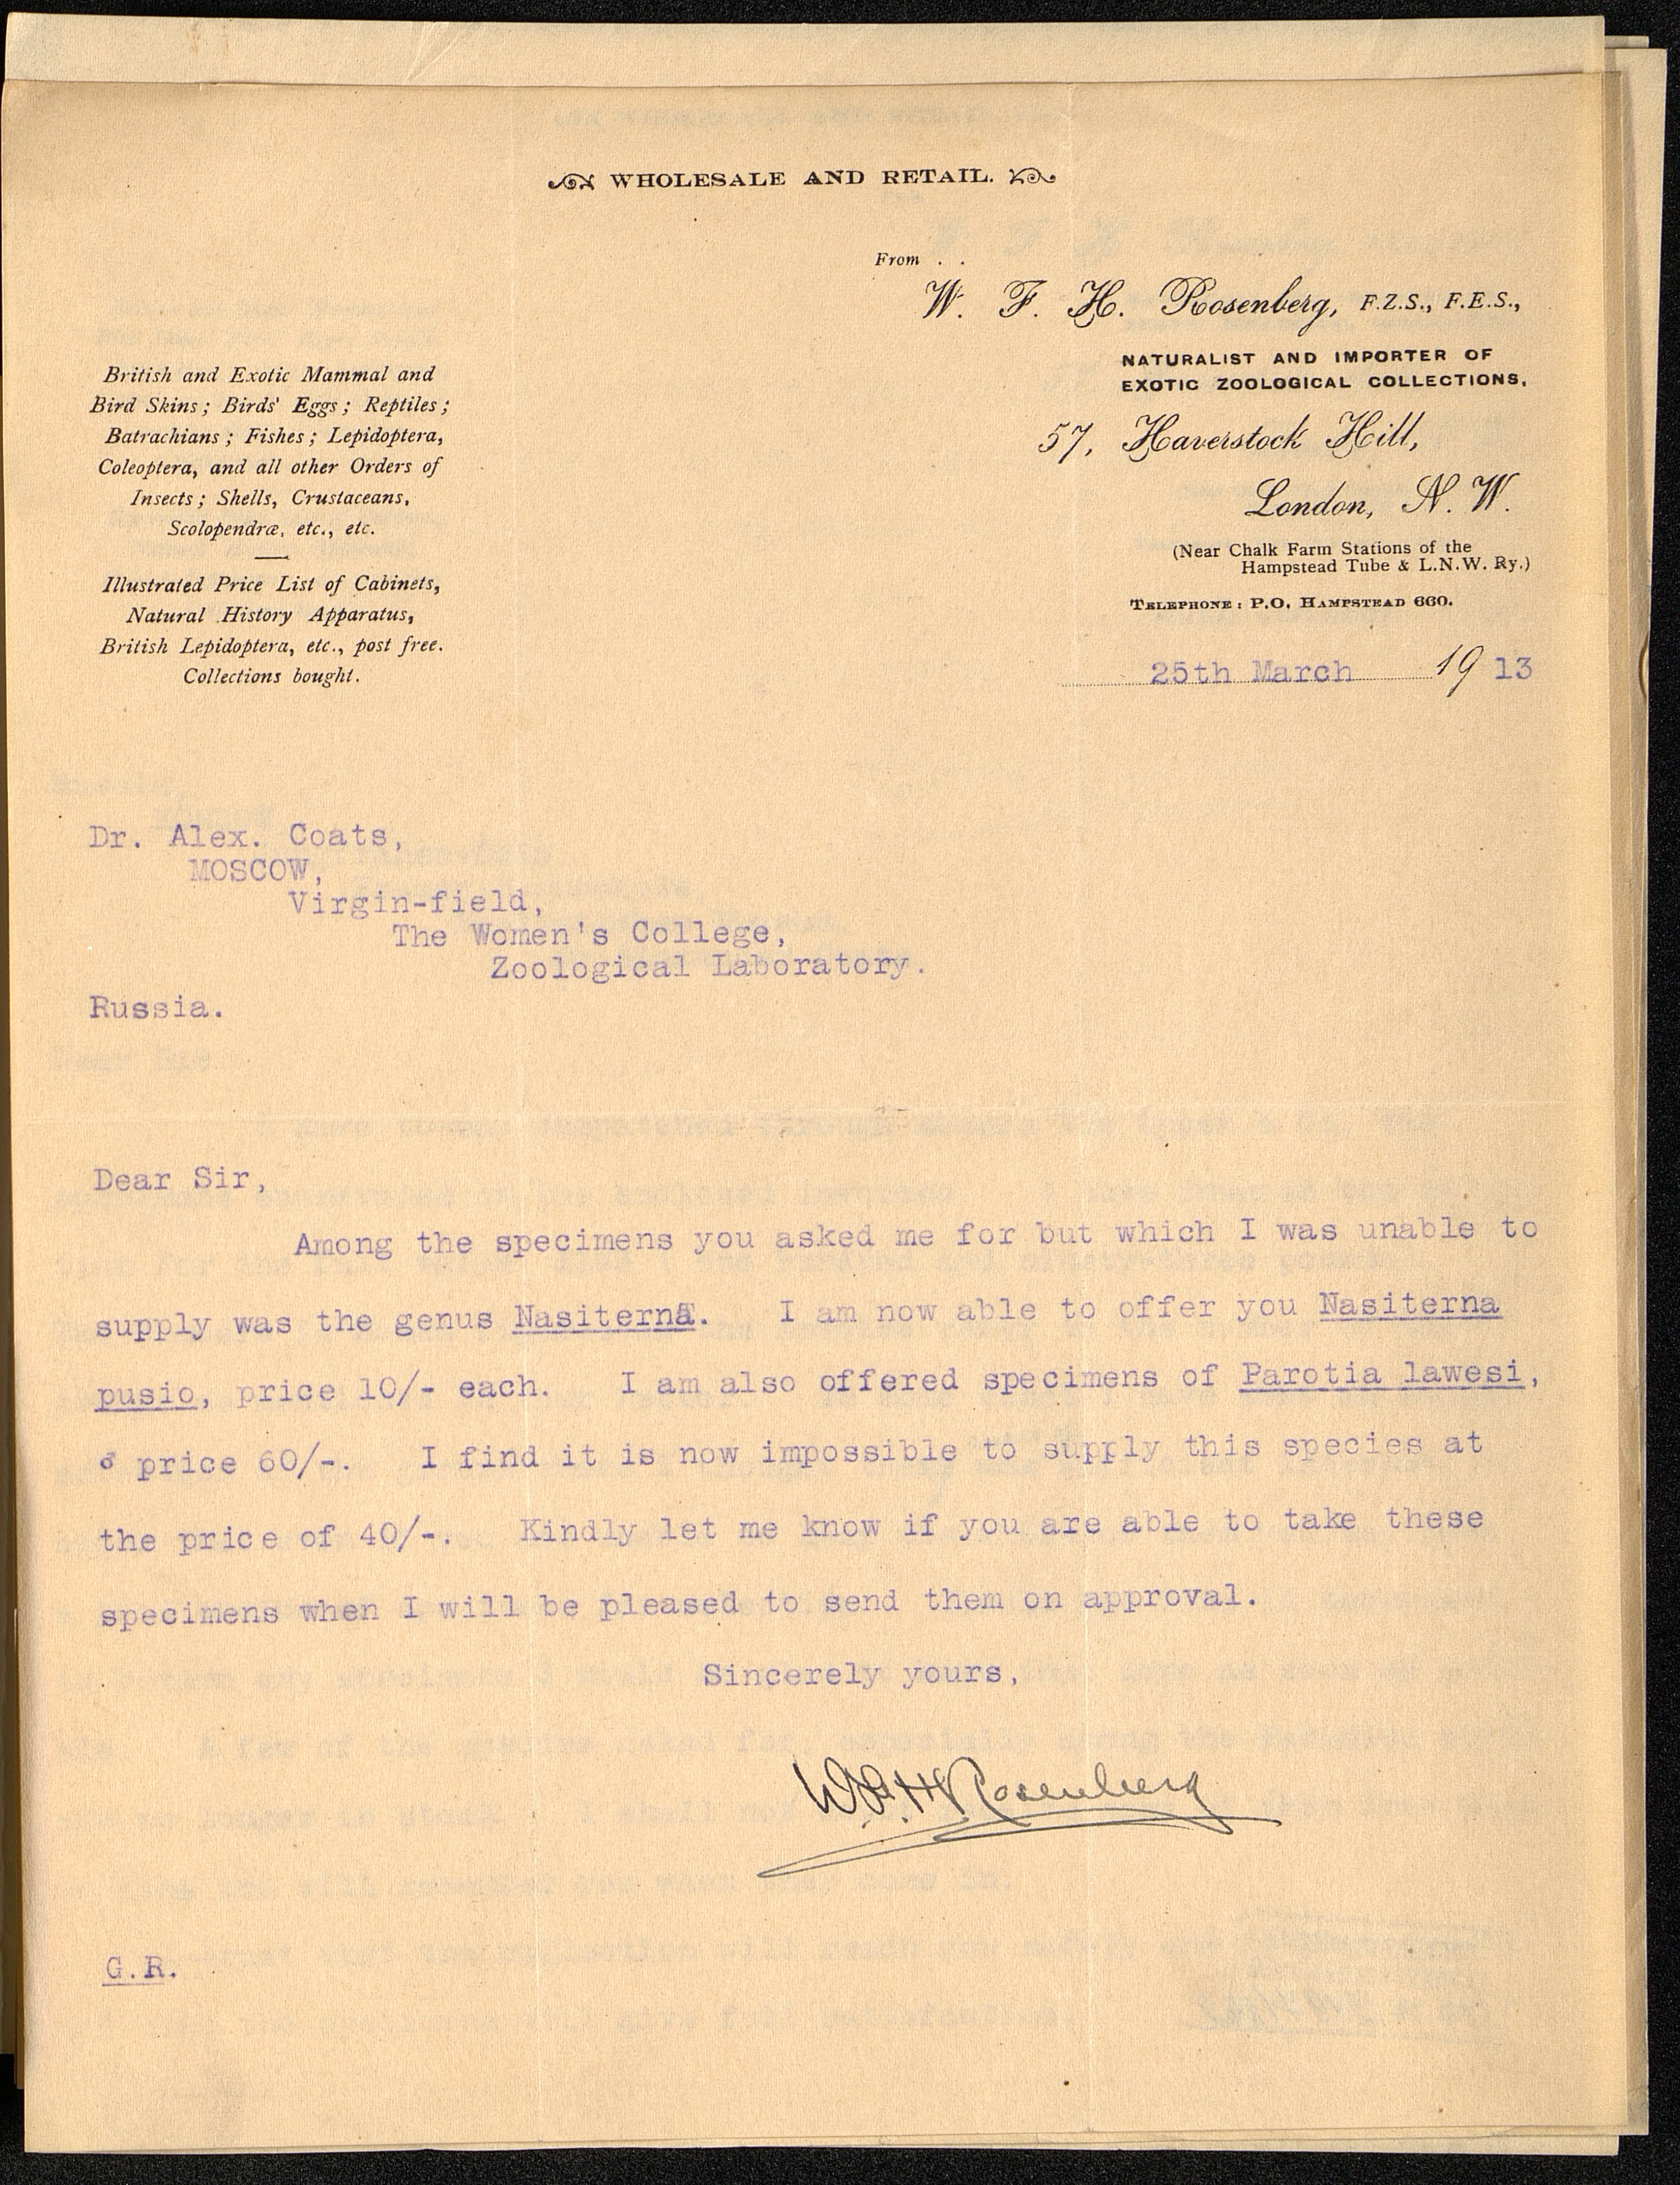 WHOLESALE AND RETAIL.
From . .
W. F. H. Rosenberg, F.Z.S., F.E.S.,
NATURALIST AND IMPORTER OF
EXOTIC ZOOLOGICAL COLLECTIONS,
57, Haverstock Hill,
London, N. W.
(Near Chalk Farm Stations of the
Hampstead Tube & L.N.W. Ry.)
TELEPHONE: P.O. HAMPSTEAD 660.
British and Exotic Mammal and
Bird Skins; Birds' Eggs; Reptiles;
Batrachians; Fishes; Lepidoptera,
Coleoptera, and all other Orders of
Insects; Shells, Crustaceans,
Scolopendræ, etc., etc.
Illustrated Price List of Cabinets,
Natural History Apparatus,
British Lepidoptera, etc., post free.
Collections bought.
25th March 1913
Dr. Alex. Coats,
MOSCOW,
Virgin-field,
The Women's College,
Zoological Laboratory.
Russia.
Dear Sir,
Among the specimens you asked me for but which I was unable to
supply was the genus Nasiterna. I am now able to offer you Nasiterna
pusio, price 10/- each. I am also offered specimens of Parotia lawesi,
♂ price 60/-. I find it is now impossible to supply this species at
the price of 40/-. Kindly let me know if you are able to take these
specimens when I will be pleased to send them on approval.
Sincerely yours,
W.F.H Rosenberg
G.R.